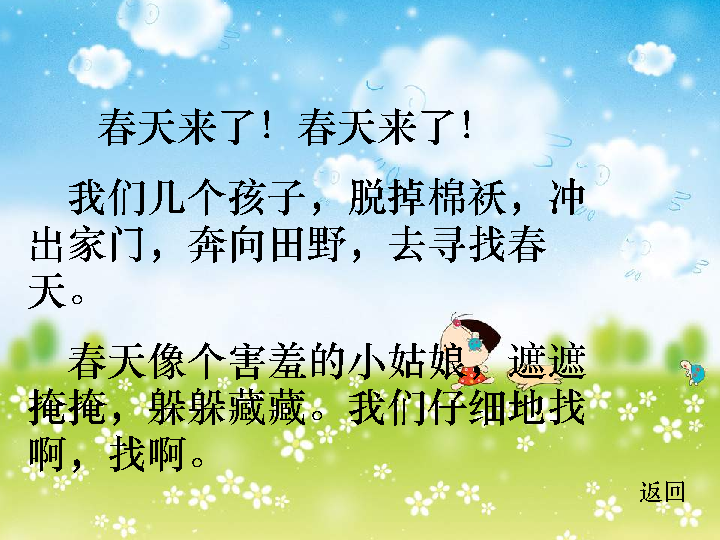 春天来了！春天来了！
我们几个孩子，脱掉棉袄，冲
出家门，奔向田野，去寻找春
天。
春天像个害羞的小姑娘，遮遮
掩掩，躲躲藏藏。我们仔细地找
啊，找啊。
返回